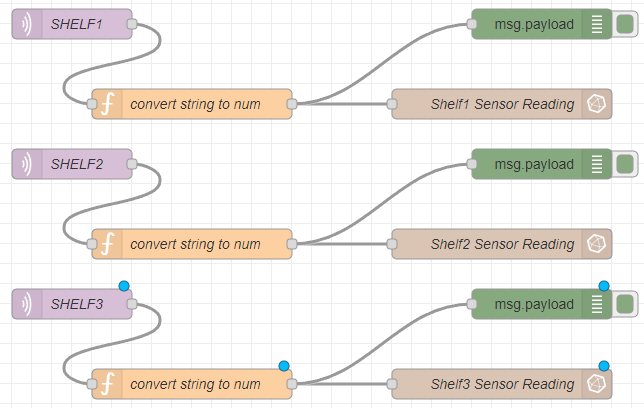 SHELF1
msg.payload
convert string to num
Shelf1 Sensor Reading
SHELF2
msg.payload
convert string to num
Shelf2 Sensor Reading
SHELF3
msg.payload
convert string to num
Shelf3 Sensor Reading